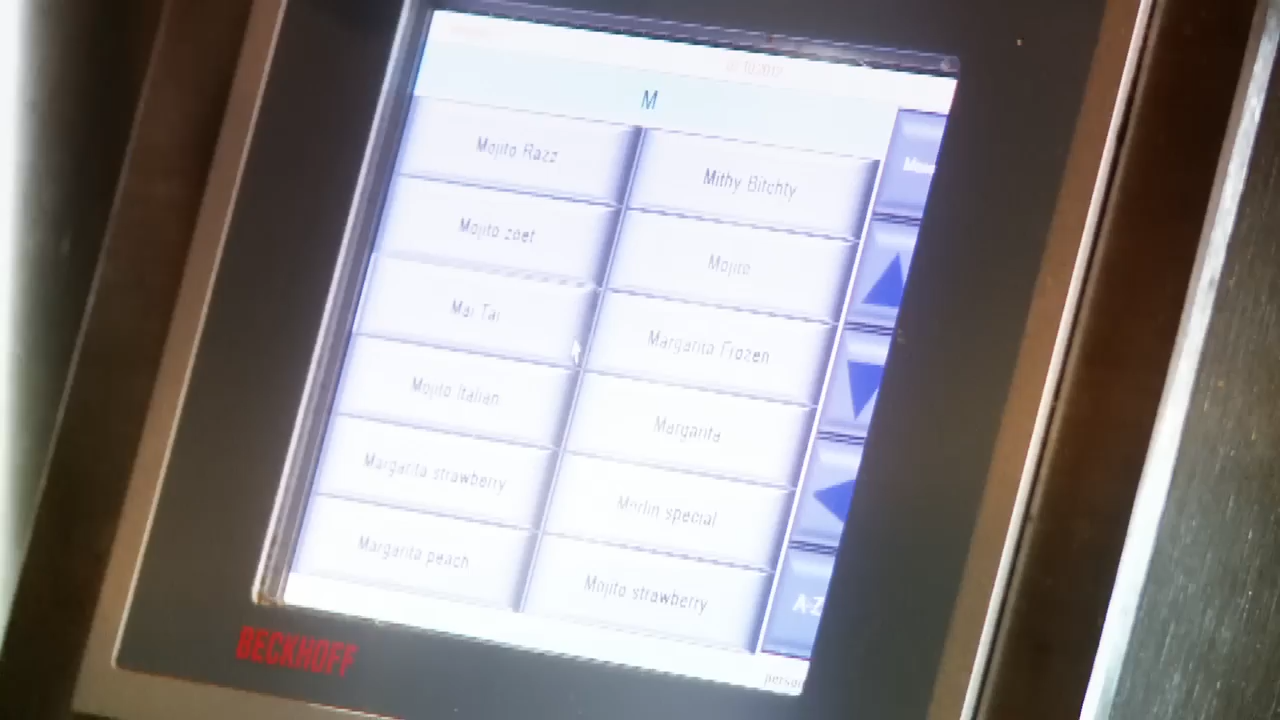 M
Mojito Razz
Mithy Bitchty
Mojito zoet
Mojito
Mai Tai
Margarita Frozen
Mojito Italian
Margarita
Margarita strawberry
Merlin special
Margarita peach
Mojito strawberry
A-Z
BECKHOFF